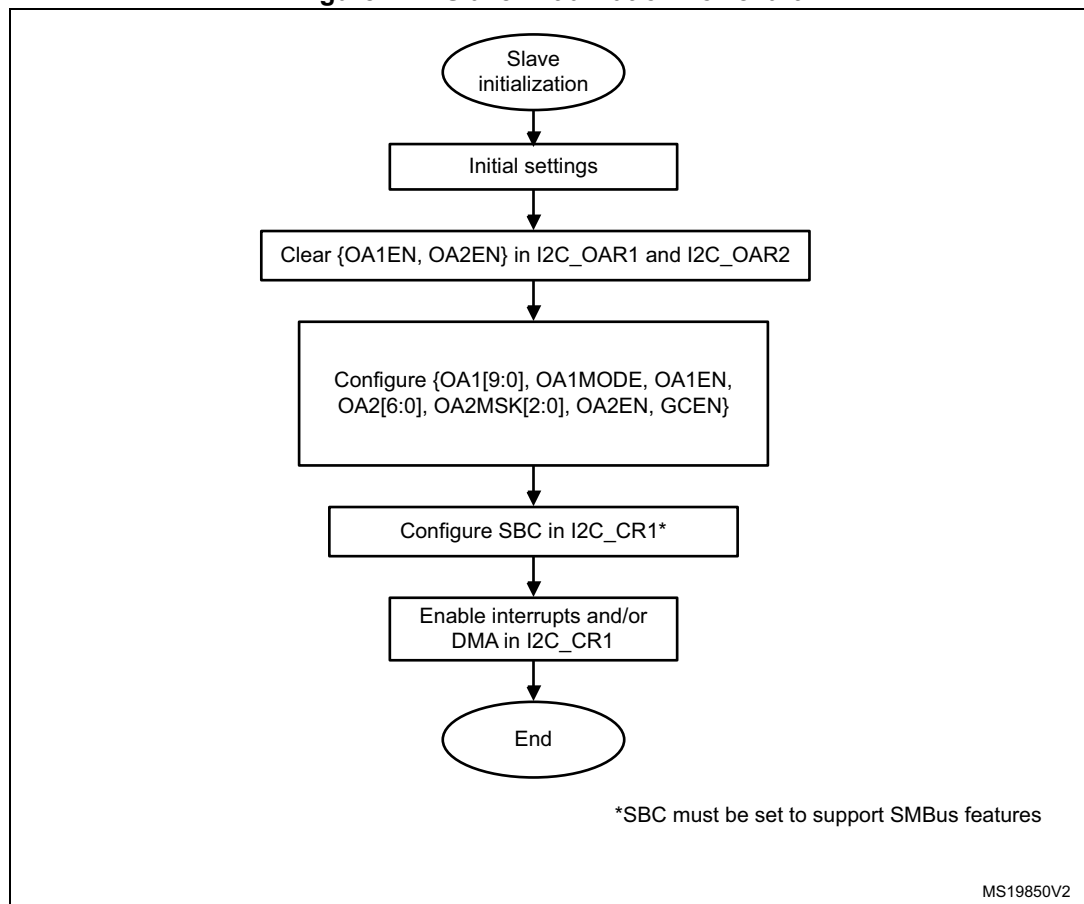 Slave
initialization
Initial settings
Clear {OA1EN, OA2EN} in I2C_OAR1 and I2C_OAR2
Configure {OA1[9:0], OA1MODE, OA1EN,
OA2[6:0], OA2MSK[2:0], OA2EN, GCEN}
Configure SBC in I2C_CR1*
Enable interrupts and/or
DMA in I2C_CR1
End
*SBC must be set to support SMBus features
MS19850V2